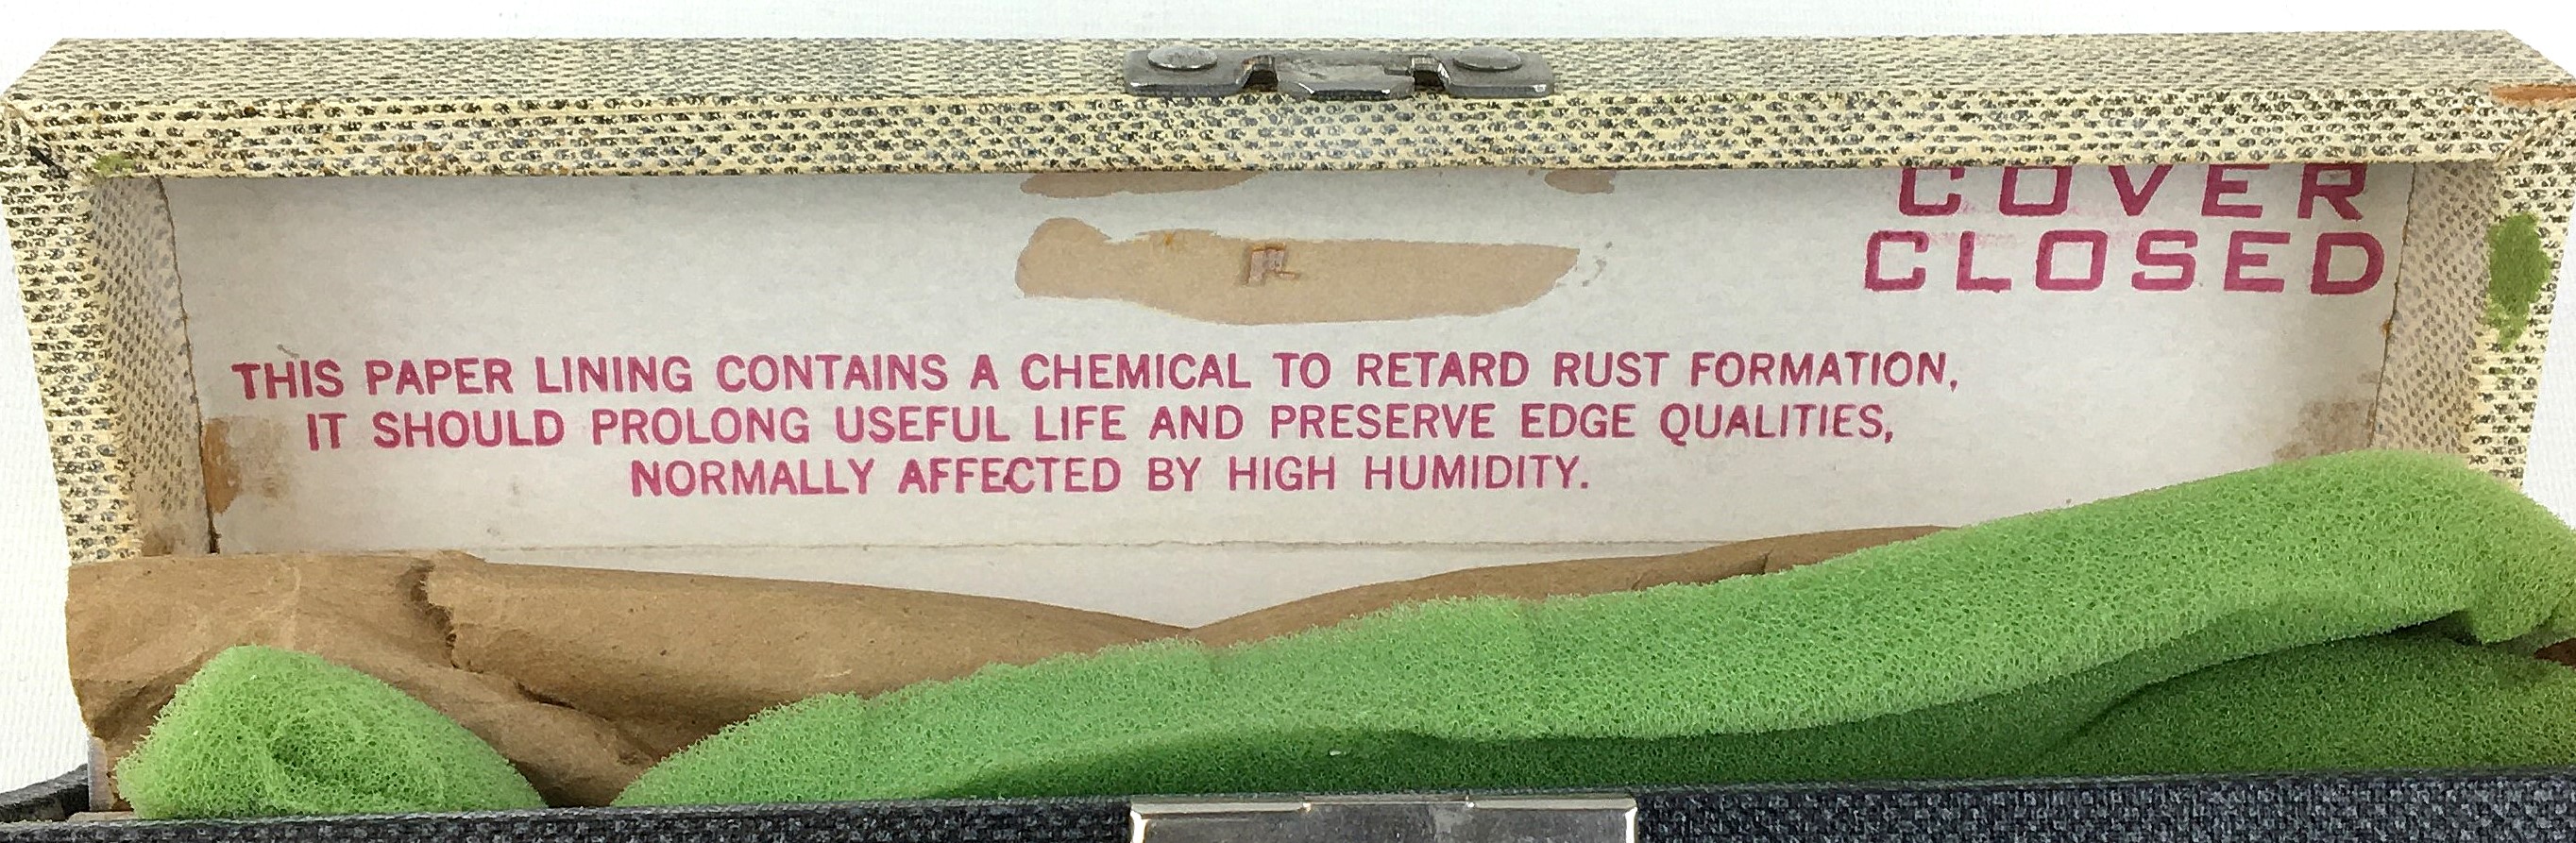 COVER
CLOSED
THIS PAPER LINING CONTAINS A CHEMICAL TO RETARD RUST FORMATION,
IT SHOULD PROLONG USEFUL LIFE AND PRESERVE EDGE QUALITIES,
NORMALLY AFFECTED BY HIGH HUMIDITY.